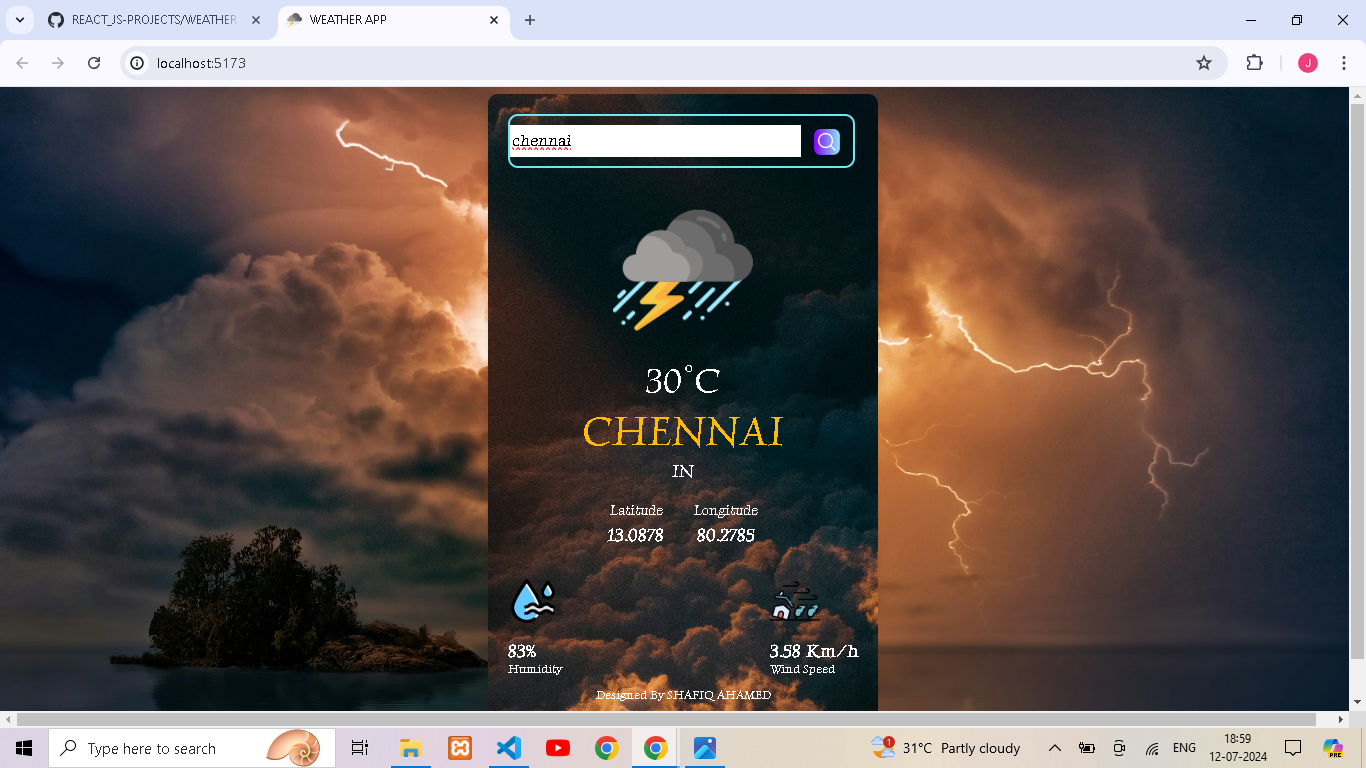 REACT_JS-PROJECTS/WEATHER
WEATHER APP
localhost:5173
J
chennai
30°C
CHENNAI
IN
Latitude Longitude
13.0878 80.2785
83% 3.58 Km/h
Humidity Wind Speed
Designed By SHAFIQ AHAMED
Type here to search
1
31°C Partly cloudy
ENG
18:59
12-07-2024
PRE